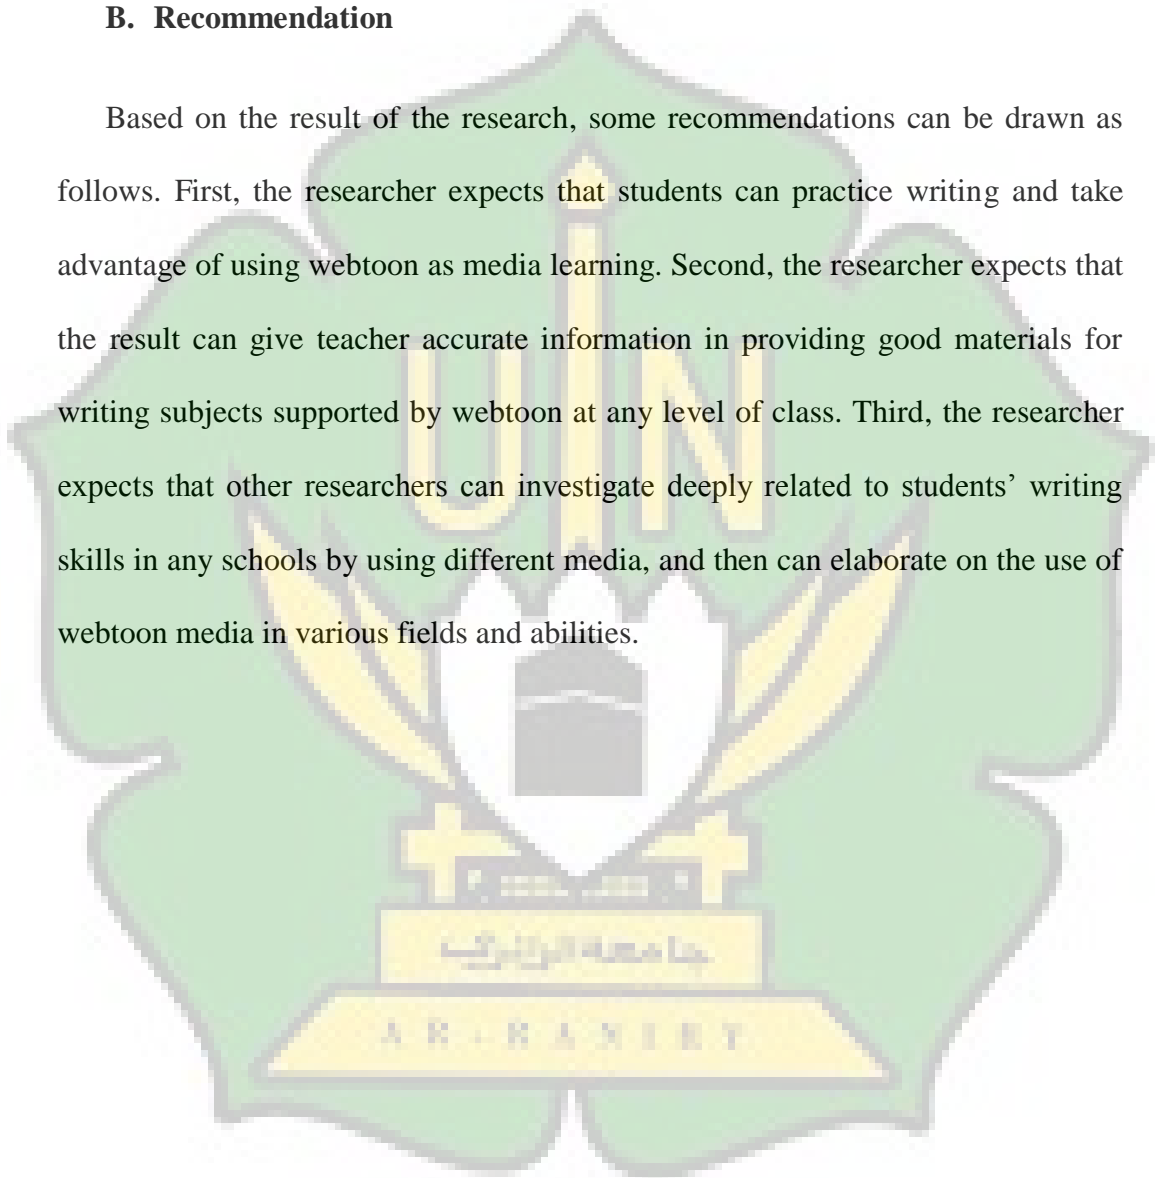 B. Recommendation
Based on the result of the research, some recommendations can be drawn as
follows. First, the researcher expects that students can practice writing and take
advantage of using webtoon as media learning. Second, the researcher expects that
the result can give teacher accurate information in providing good materials for
writing subjects supported by webtoon at any level of class. Third, the researcher
expects that other researchers can investigate deeply related to students’ writing
skills in any schools by using different media, and then can elaborate on the use of
webtoon media in various fields and abilities.
UIN
جامعة الرانيري
AR-RANIRY